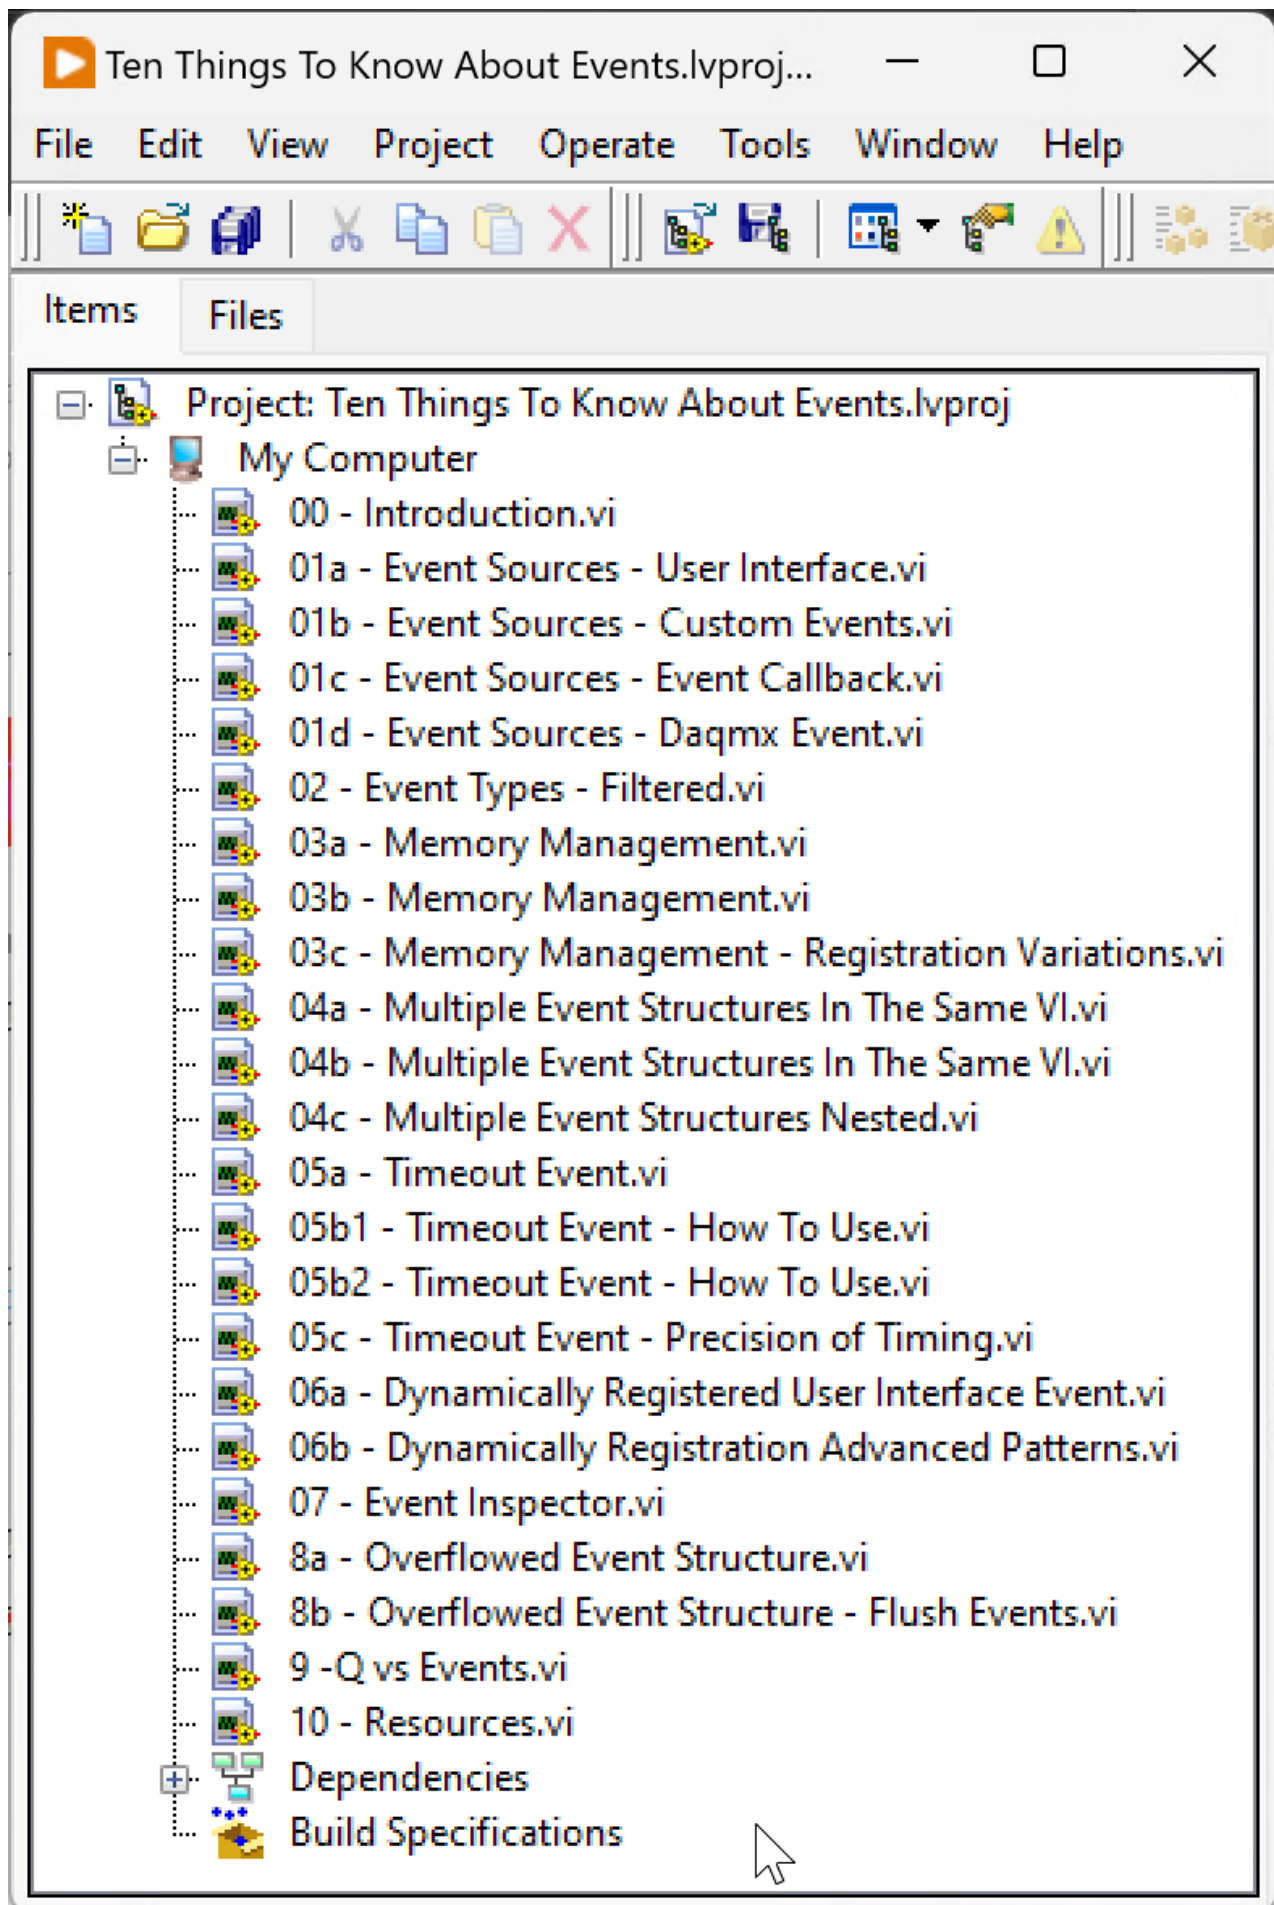 Ten Things To Know About Events.lvproj...
File Edit View Project Operate Tools Window Help
Items Files
Project: Ten Things To Know About Events.lvproj
My Computer
00 - Introduction.vi
01a - Event Sources - User Interface.vi
01b - Event Sources - Custom Events.vi
01c - Event Sources - Event Callback.vi
01d - Event Sources - Daqmx Event.vi
02 - Event Types - Filtered.vi
03a - Memory Management.vi
03b - Memory Management.vi
03c - Memory Management - Registration Variations.vi
04a - Multiple Event Structures In The Same VI.vi
04b - Multiple Event Structures In The Same VI.vi
04c - Multiple Event Structures Nested.vi
05a - Timeout Event.vi
05b1 - Timeout Event - How To Use.vi
05b2 - Timeout Event - How To Use.vi
05c - Timeout Event - Precision of Timing.vi
06a - Dynamically Registered User Interface Event.vi
06b - Dynamically Registration Advanced Patterns.vi
07 - Event Inspector.vi
8a - Overflowed Event Structure.vi
8b - Overflowed Event Structure - Flush Events.vi
9 -Q vs Events.vi
10 - Resources.vi
Dependencies
Build Specifications